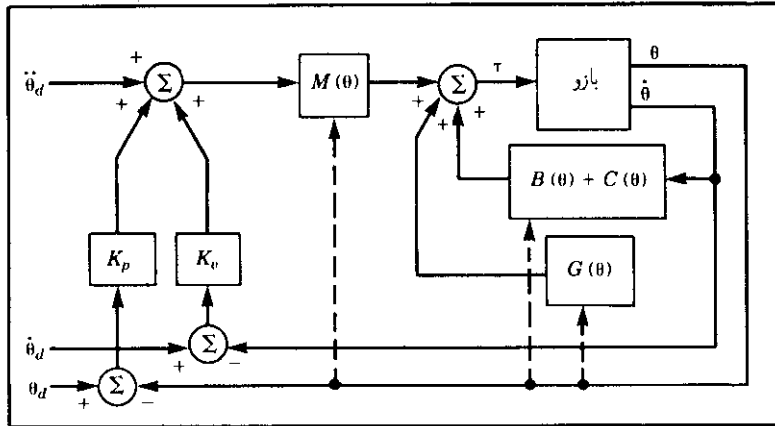 θ̈d + + Σ + +
M(θ)
+ Σ + +
τ
بازو
θ
θ̇
B(θ) + C(θ)
Kp
Kv
G(θ)
θ̇d + Σ −
θd + Σ −